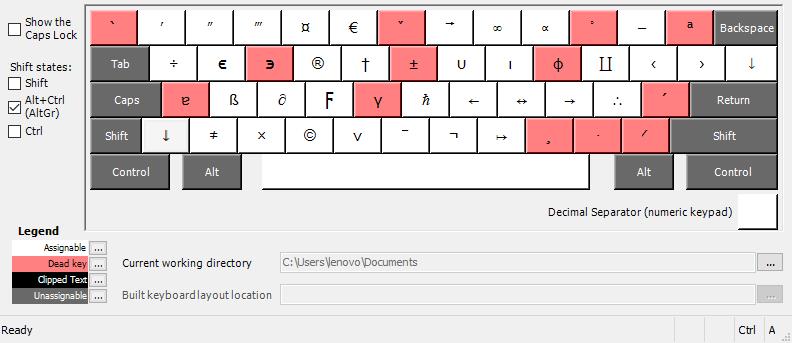 Show the
Caps Lock
Shift states:
Shift
Alt+Ctrl
(AltGr)
Ctrl
` ′ ″ ‴ ¤ € ˇ ∞ ∝ ° – ª Backspace
Tab ÷ ϵ ® † ± ∪ ı ϕ ∐ ‹ › ↓
Caps ɐ ß ∂ Ƒ γ ℏ ← ↔ → ∴ ´ Return
Shift ↓ ≠ × © ∨ ¬ ↦ ¸ · Shift
Control Alt Alt Control
Decimal Separator (numeric keypad)
Legend
Assignable ...
Dead key ...
Clipped Text ...
Unassignable ...
Current working directory C:\Users\lenovo\Documents ...
Built keyboard layout location ...
Ready Ctrl A